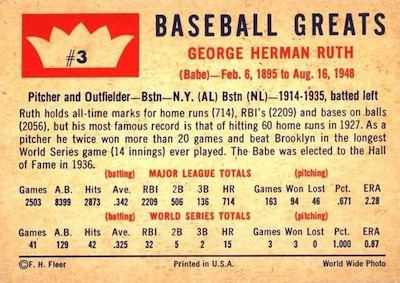 #3
BASEBALL GREATS
GEORGE HERMAN RUTH
(Babe)—Feb. 6, 1895 to Aug. 16, 1948
Pitcher and Outfielder—Bstn—N.Y. (AL) Bstn (NL)—1914-1935, batted left
Ruth holds all-time marks for home runs (714), RBI's (2209) and bases on balls
(2056), but his most famous record is that of hitting 60 home runs in 1927. As a
pitcher he twice won more than 20 games and beat Brooklyn in the longest
World Series game (14 innings) ever played. The Babe was elected to the Hall
of Fame in 1936.
(batting) MAJOR LEAGUE TOTALS (pitching)
Games A.B. Hits Ave. RBI 2B 3B HR Games Won Lost Pct. ERA
2503 8399 2873 .342 2209 506 136 714 163 94 46 .671 2.28
(batting) WORLD SERIES TOTALS (pitching)
Games A.B. Hits Ave. RBI 2B 3B HR Games Won Lost Pct. ERA
41 129 42 .325 32 5 2 15 3 3 0 1.000 0.87
©F. H. Fleer Printed in U.S.A. World Wide Photo